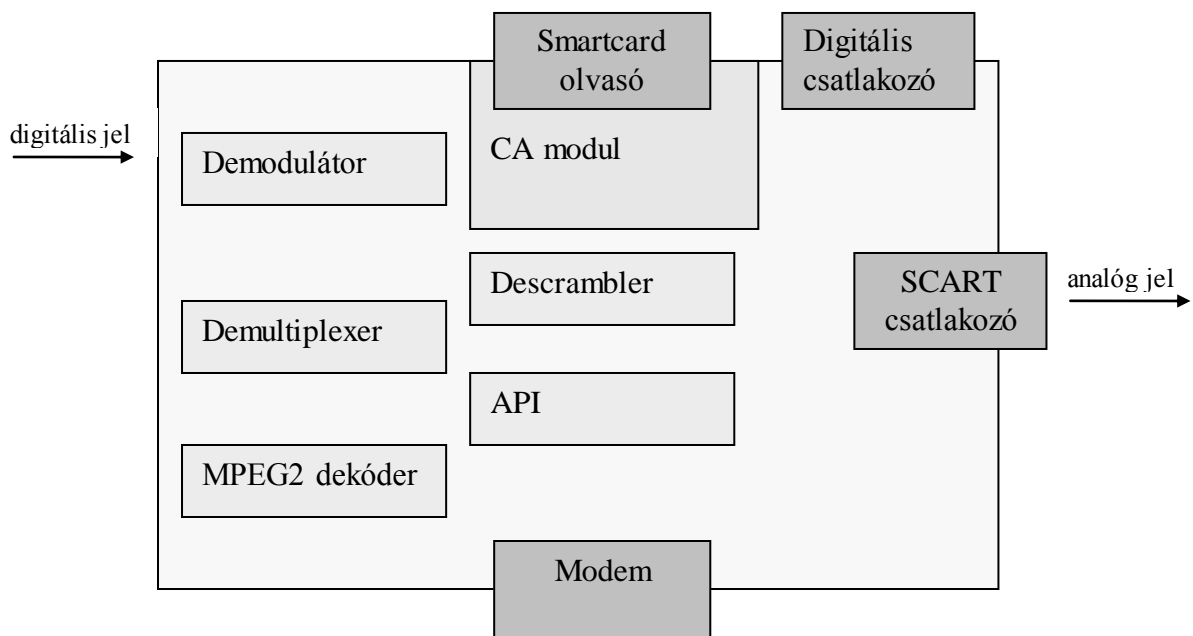 Smartcard
olvasó
Digitális
csatlakozó
digitális jel
Demodulátor
CA modul
Descrambler
SCART
csatlakozó
analóg jel
Demultiplexer
API
MPEG2 dekóder
Modem